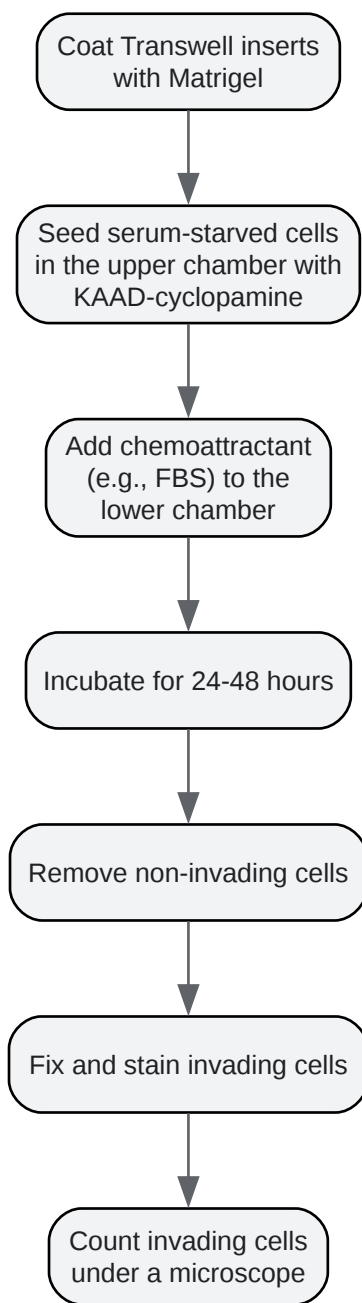 Coat Transwell inserts
with Matrigel
Seed serum-starved cells
in the upper chamber with
KAAD-cyclopamine
Add chemoattractant
(e.g., FBS) to the
lower chamber
Incubate for 24-48 hours
Remove non-invading cells
Fix and stain invading cells
Count invading cells
under a microscope